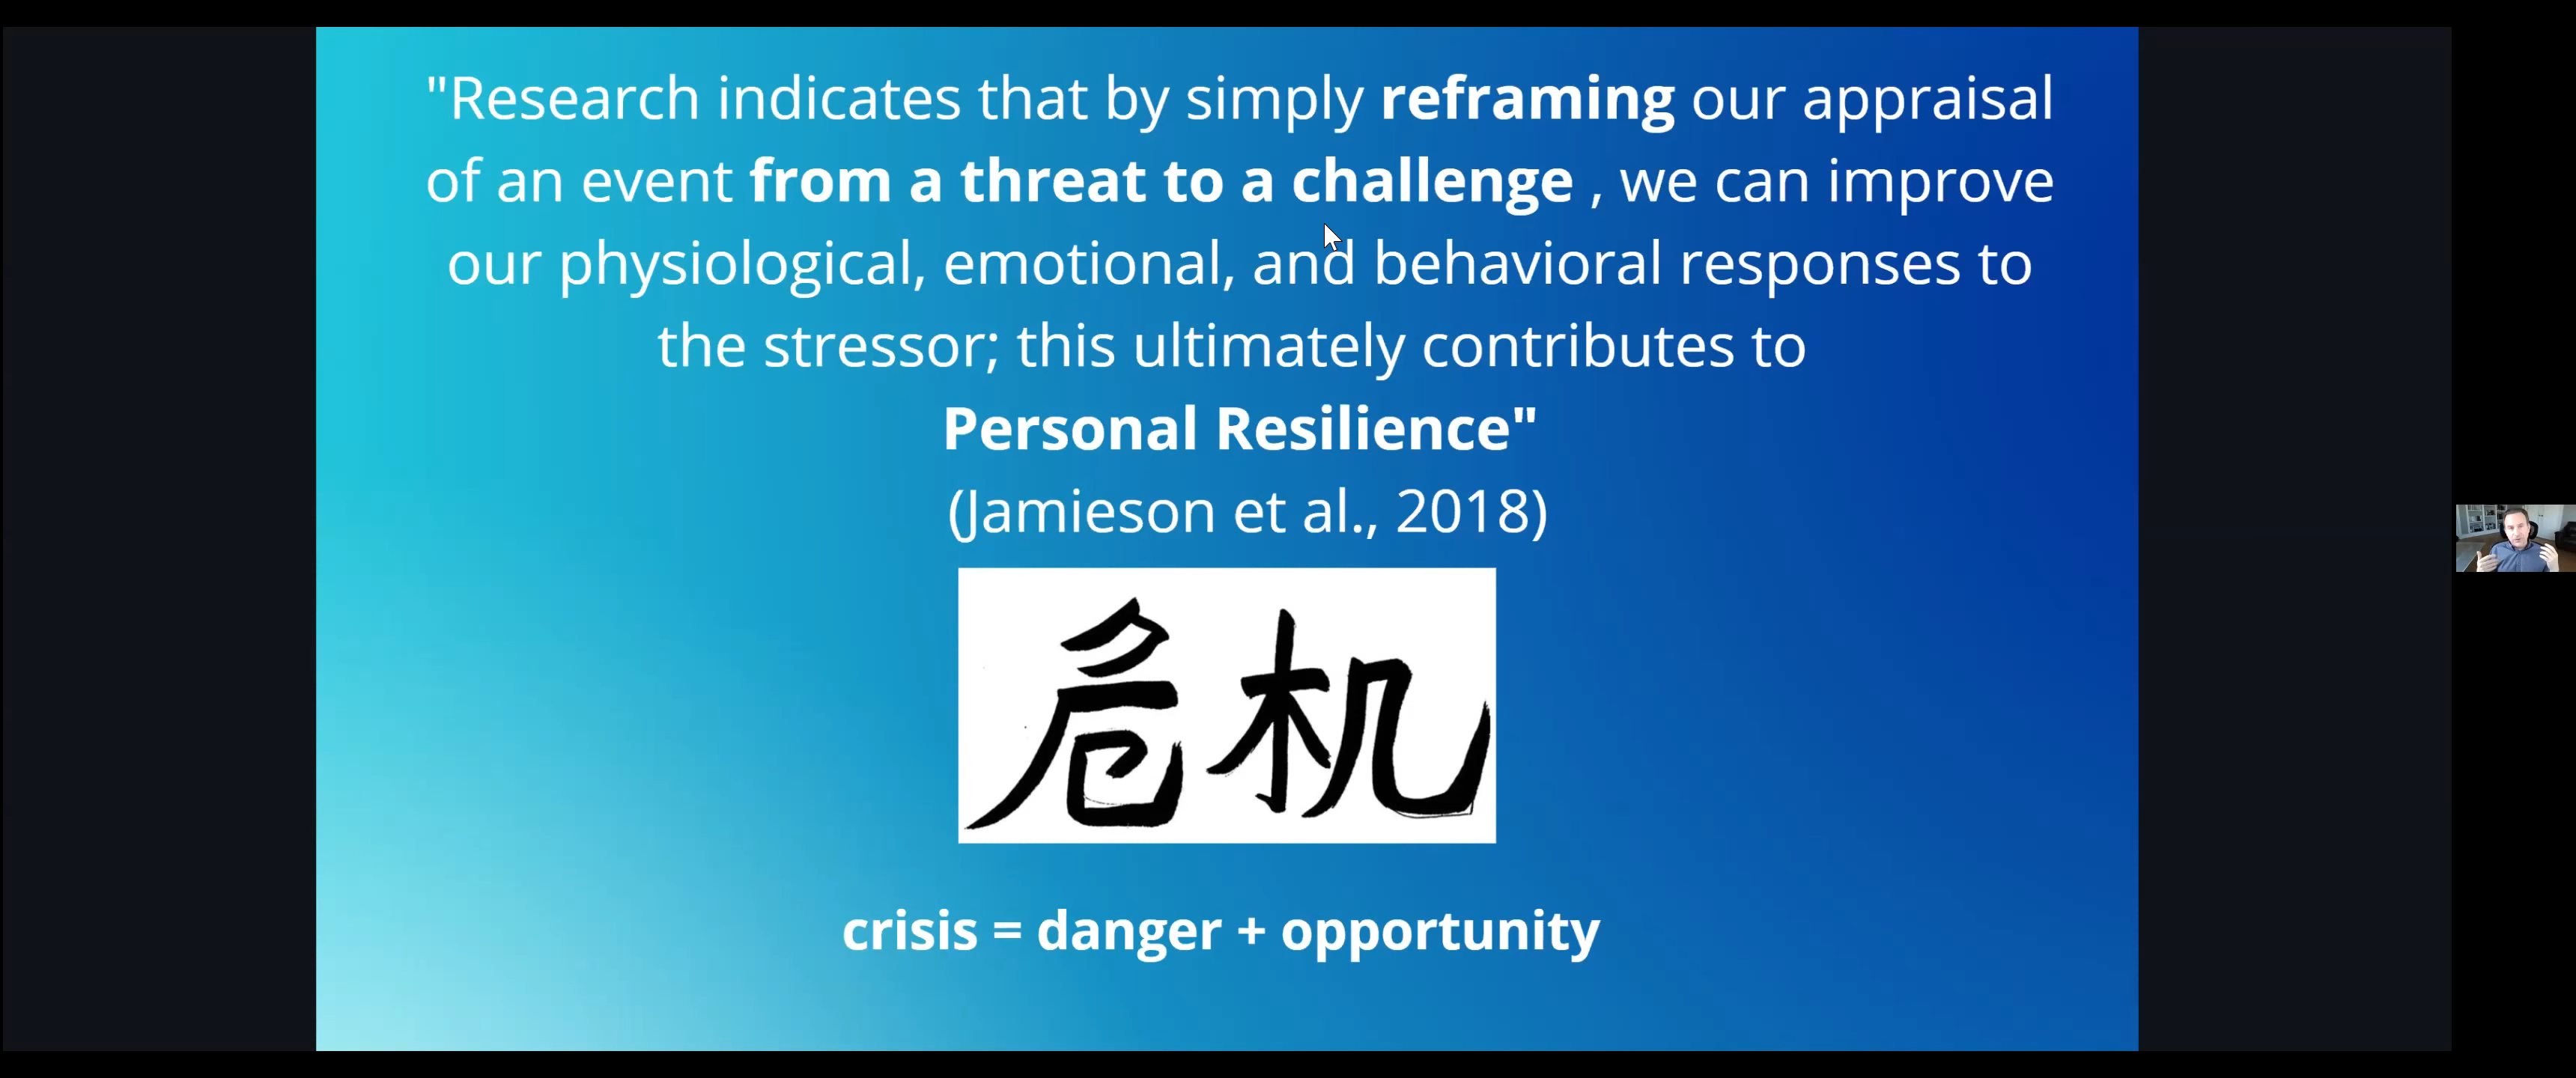 "Research indicates that by simply reframing our appraisal
of an event from a threat to a challenge , we can improve
our physiological, emotional, and behavioral responses to
the stressor; this ultimately contributes to
Personal Resilience"
(Jamieson et al., 2018)
危机
crisis = danger + opportunity